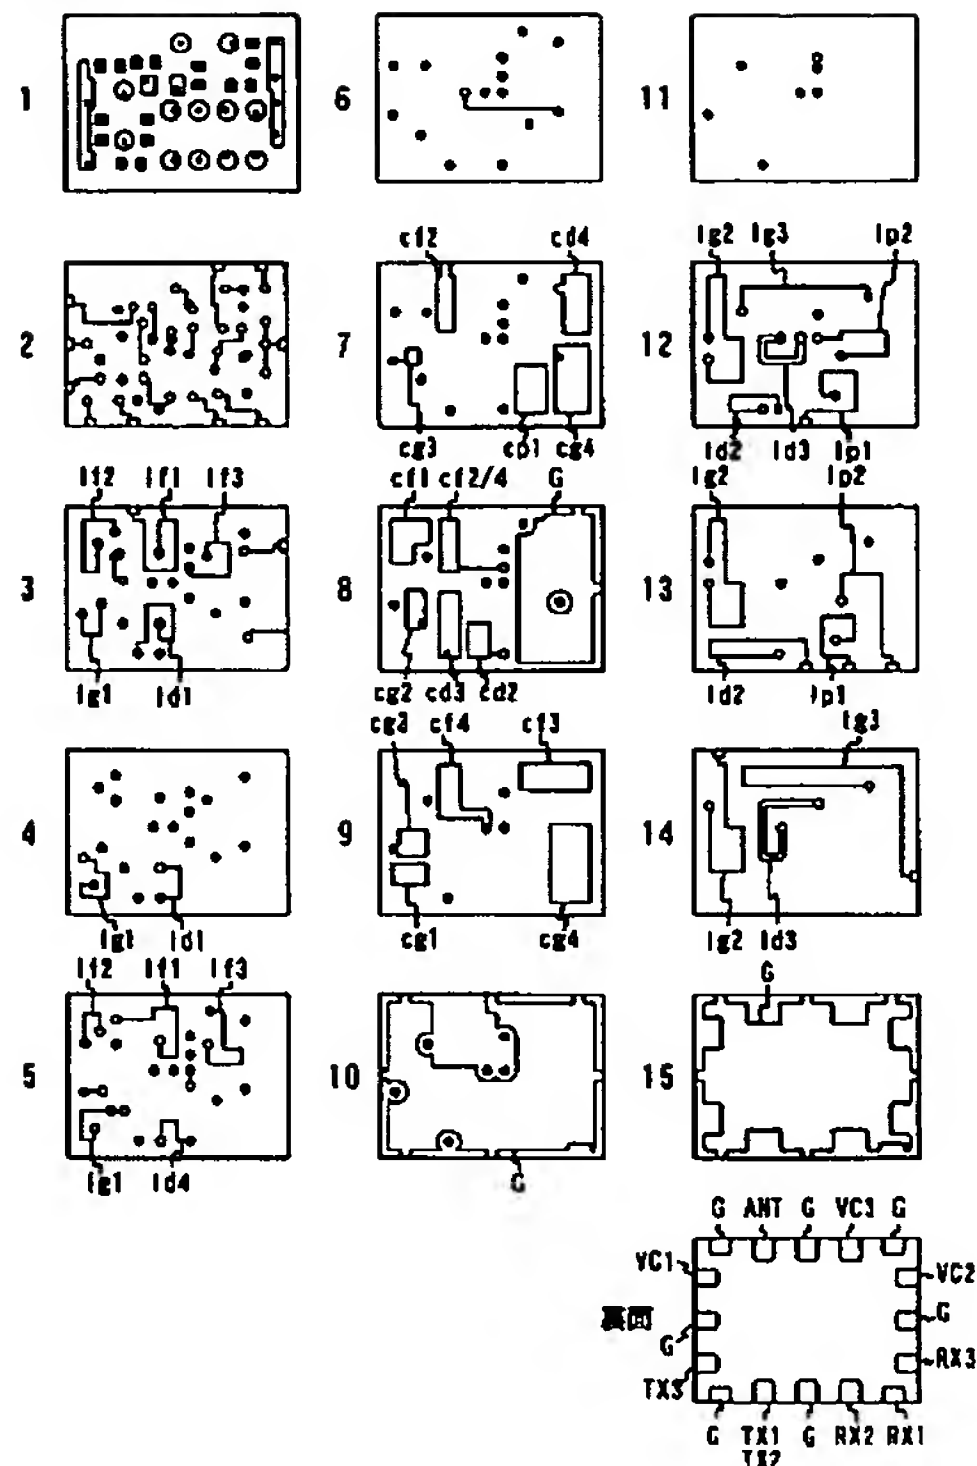 1
6
11
2
cf2 cd4
7
cg3 cp1 cg4
lg2 lg3 lp2
12
ld2 ld3 lp1
lf2 lf1 lf3
3
lg1 ld1
cf1 cf2/4 G
8
cg2 cd3 cd2
lg2 lp2
13
ld2 lp1
4
lg1 ld1
cg3 cf4 cf3
9
cg1 cg4
lg3
14
lg2 ld3
lf2 lf1 lf3
5
lg1 ld4
10
G
G
15
G ANT G VC3 G
VC1
VC2
裏面
G
G
TX3
RX3
G TX1 G RX2 RX1
TX2